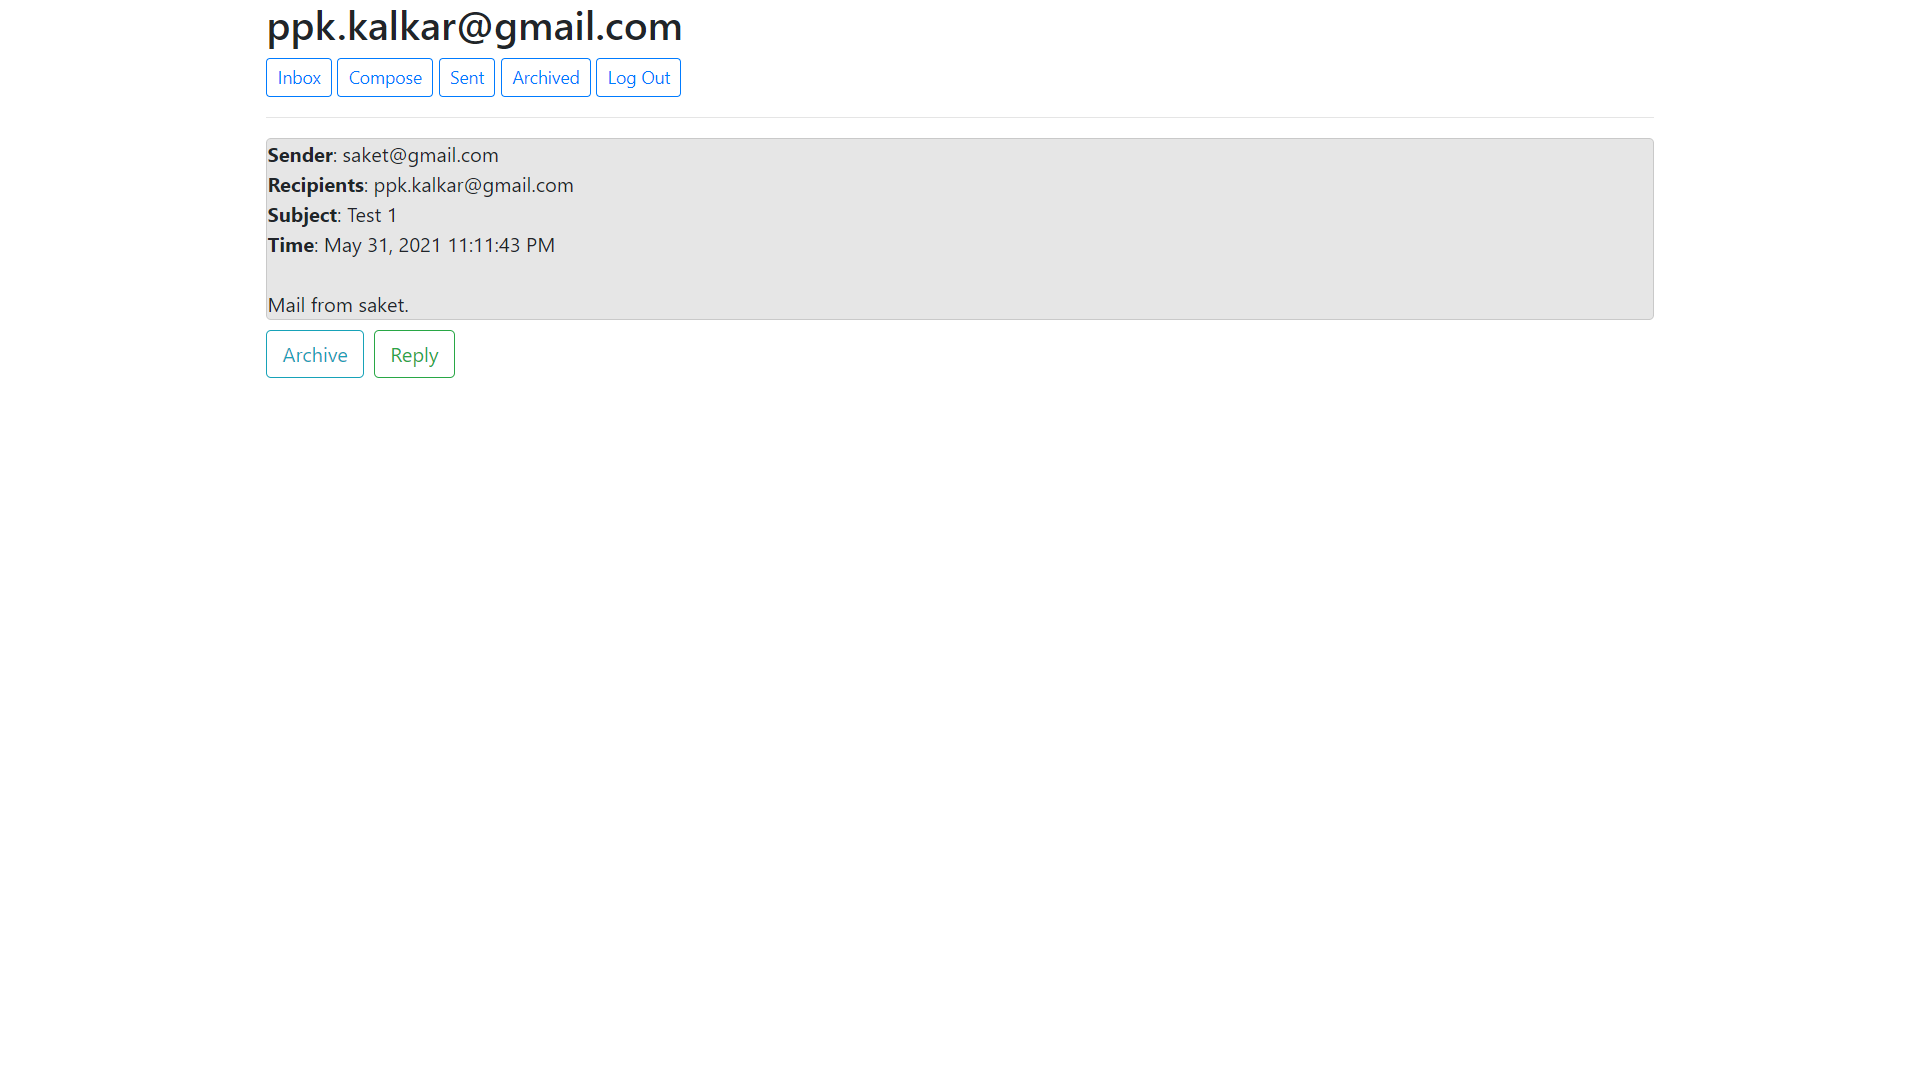 ppk.kalkar@gmail.com
Inbox Compose Sent Archived Log Out
Sender: saket@gmail.com
Recipients: ppk.kalkar@gmail.com
Subject: Test 1
Time: May 31, 2021 11:11:43 PM
Mail from saket.
Archive Reply